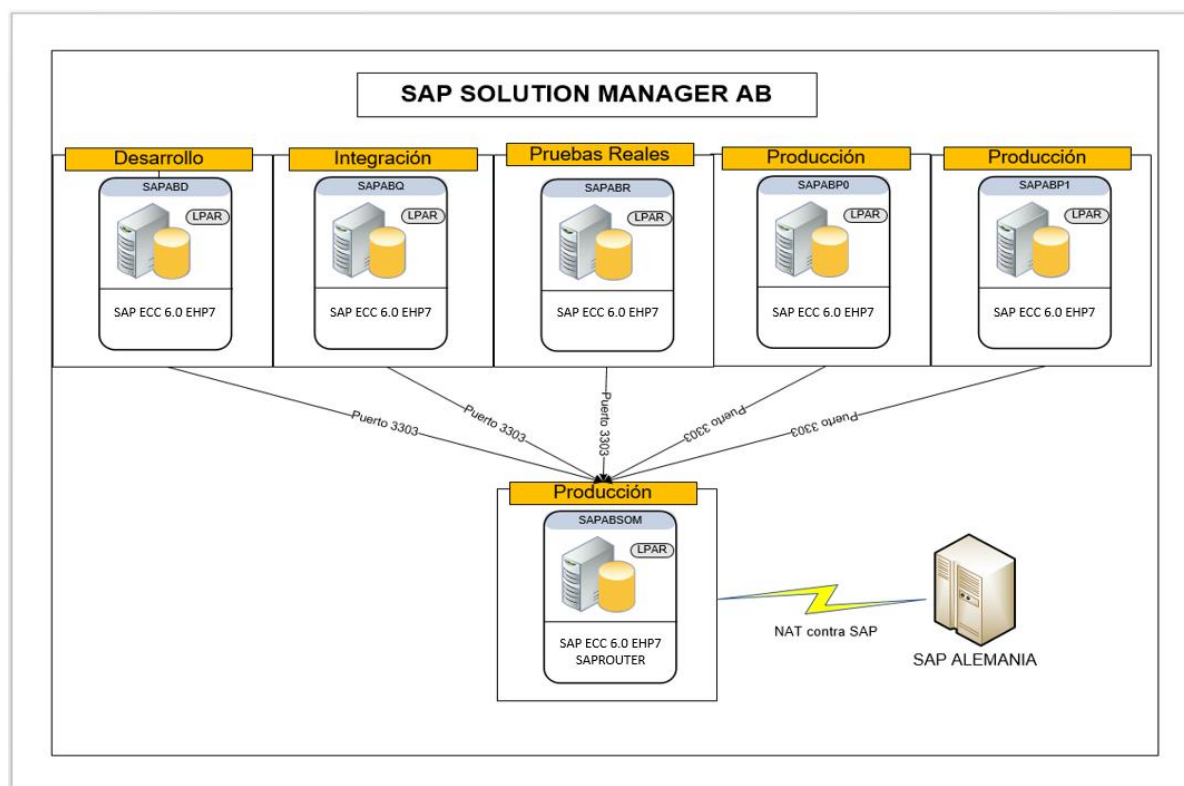 SAP SOLUTION MANAGER AB
Desarrollo
SAPABD
LPAR
SAP ECC 6.0 EHP7
Integración
SAPABQ
LPAR
SAP ECC 6.0 EHP7
Pruebas Reales
SAPABR
LPAR
SAP ECC 6.0 EHP7
Producción
SAPABP0
LPAR
SAP ECC 6.0 EHP7
Producción
SAPABP1
LPAR
SAP ECC 6.0 EHP7
Puerto 3303
Puerto 3303
Puerto 3303
Puerto 3303
Puerto 3303
Producción
SAPABSOM
LPAR
SAP ECC 6.0 EHP7
SAPROUTER
NAT contra SAP
SAP ALEMANIA